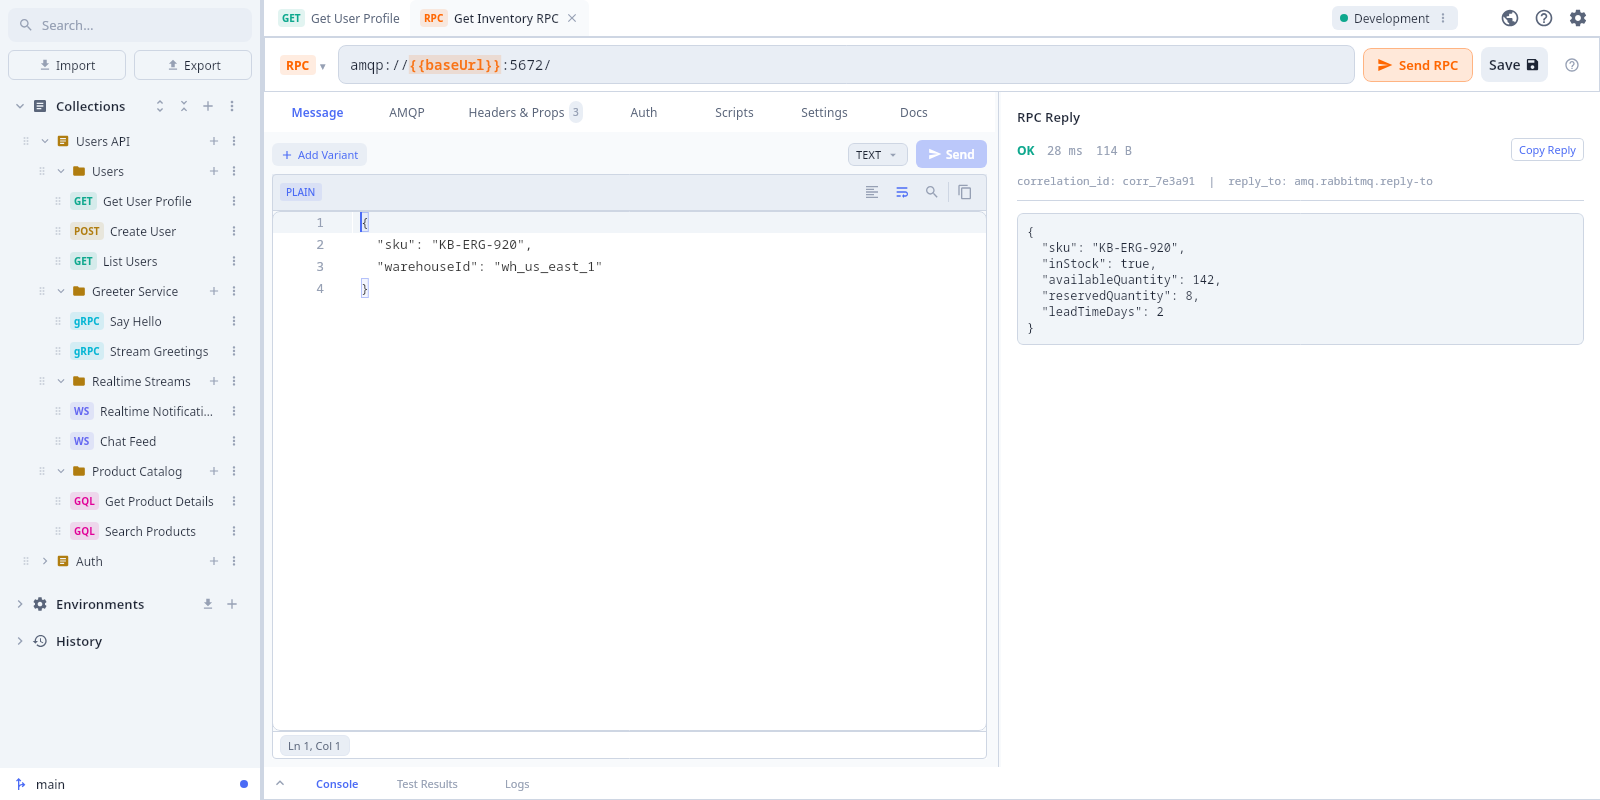 Search...
Import
Export
Collections
Users API
Users
GET Get User Profile
POST Create User
GET List Users
Greeter Service
gRPC Say Hello
gRPC Stream Greetings
Realtime Streams
WS Realtime Notificati...
WS Chat Feed
Product Catalog
GQL Get Product Details
GQL Search Products
Auth
Environments
History
main
GET Get User Profile
RPC Get Inventory RPC
Development
RPC
amqp://{{baseUrl}}:5672/
Send RPC
Save
Message
AMQP
Headers & Props 3
Auth
Scripts
Settings
Docs
Add Variant
TEXT
Send
PLAIN
1 {
2 "sku": "KB-ERG-920",
3 "warehouseId": "wh_us_east_1"
4 }
Ln 1, Col 1
RPC Reply
OK 28 ms 114 B
Copy Reply
correlation_id: corr_7e3a91 | reply_to: amq.rabbitmq.reply-to
{
"sku": "KB-ERG-920",
"inStock": true,
"availableQuantity": 142,
"reservedQuantity": 8,
"leadTimeDays": 2
}
Console
Test Results
Logs